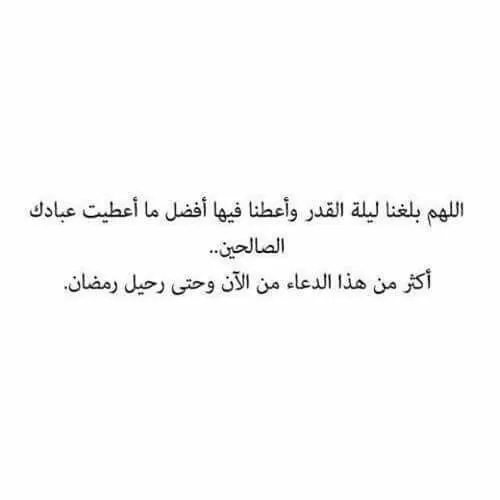 اللهم بلغنا ليلة القدر وأعطنا فيها أفضل ما أعطيت عبادك
الصالحين..
أكثر من هذا الدعاء من الآن وحتى رحيل رمضان.